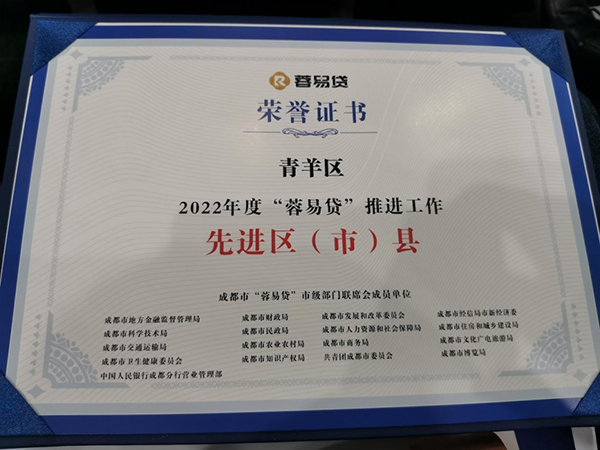 蓉易贷
荣誉证书
青羊区
2022年度“蓉易贷”推进工作
先进区（市）县
成都市“蓉易贷”市级部门联席会成员单位
成都市地方金融监督管理局 成都市财政局 成都市发展和改革委员会 成都市经信局市新经济委
成都市科学技术局 成都市民政局 成都市人力资源和社会保障局 成都市住房和城乡建设局
成都市交通运输局 成都市农业农村局 成都市商务局 成都市文化广电旅游局
成都市卫生健康委员会 成都市知识产权局 共青团成都市委员会 成都市博览局
中国人民银行成都分行营业管理部